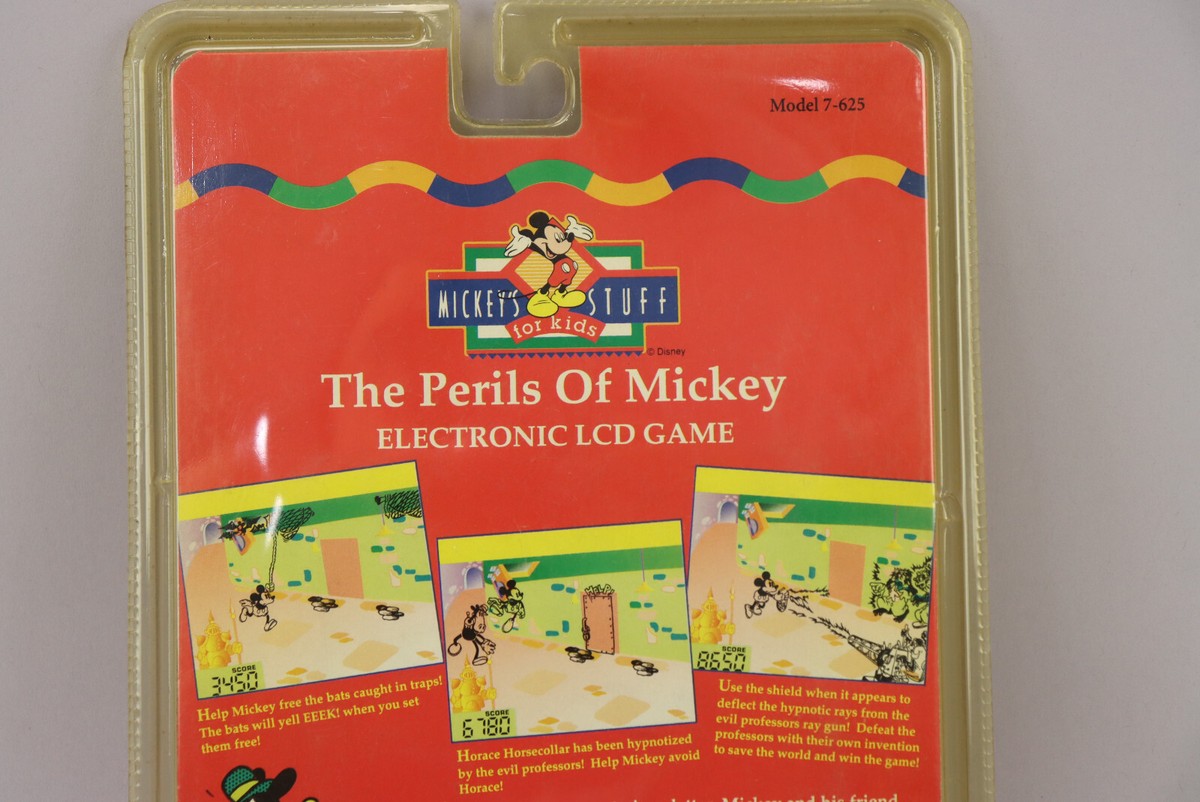 Model 7-625
MICKEY'S STUFF
for kids
© Disney
The Perils Of Mickey
ELECTRONIC LCD GAME
SCORE
3450
Help Mickey free the bats caught in traps!
The bats will yell EEEK! when you set
them free!
SCORE
6780
Horace Horsecollar has been hypnotized
by the evil professors! Help Mickey avoid
Horace!
SCORE
8650
Use the shield when it appears to
deflect the hypnotic rays from the
evil professors ray gun! Defeat the
professors with their own invention
to save the world and win the game!
Mickey and his friend